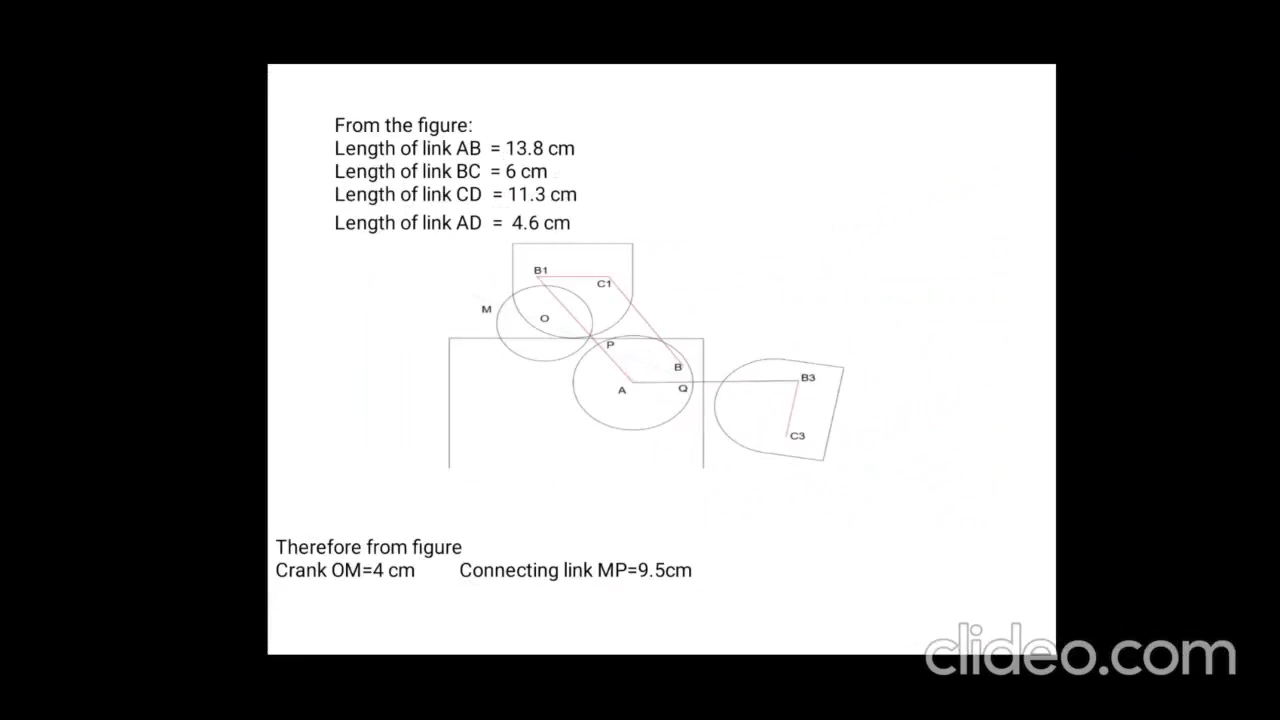 From the figure:
Length of link AB = 13.8 cm
Length of link BC = 6 cm
Length of link CD = 11.3 cm
Length of link AD = 4.6 cm
B1
C1
M
O
P
B
A
Q
B3
C3
Therefore from figure
Crank OM=4 cm Connecting link MP=9.5cm
clideo.com